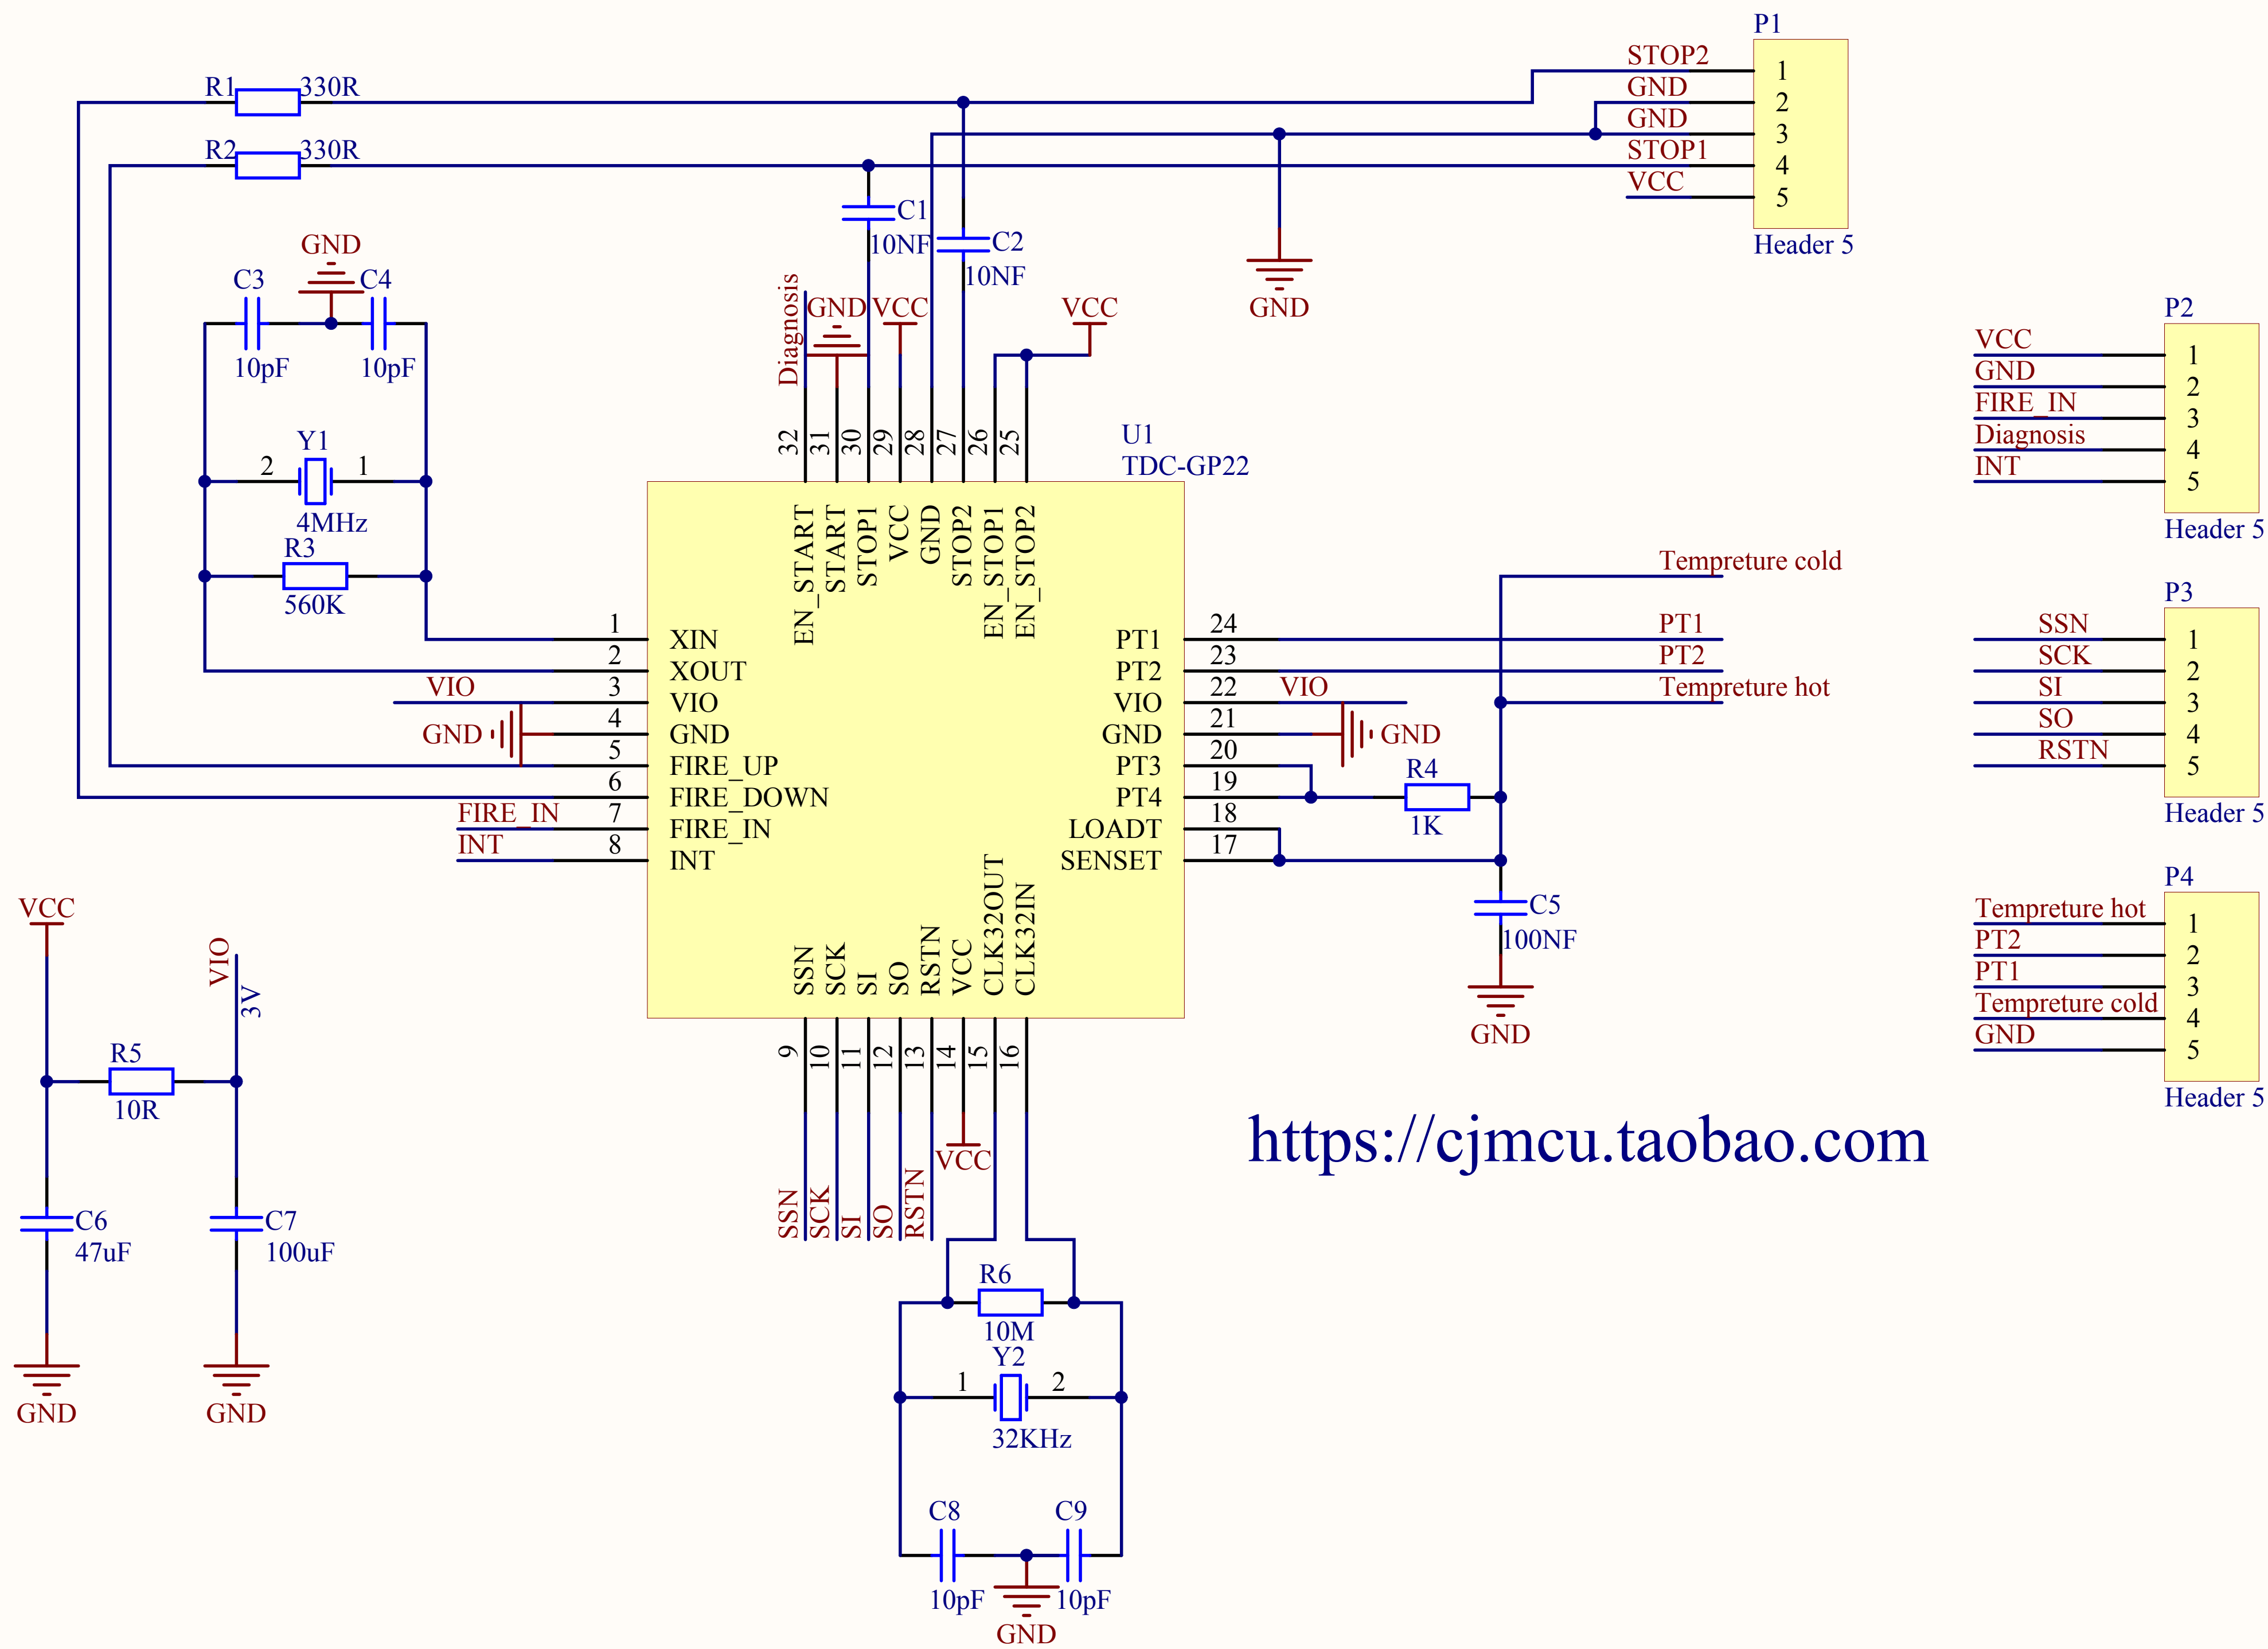 P1
STOP2
1
GND
2
GND
3
STOP1
4
VCC
5
Header 5
R1 330R
R2 330R
C1
10NF
C2
10NF
GND
GND
C3 C4
10pF 10pF
2 Y1 1
4MHz
R3
560K
Diagnosis
GND
VCC
VCC
32 31 30 29 28 27 26 25
U1
TDC-GP22
EN_START
START
STOP1
VCC
GND
STOP2
EN_STOP1
EN_STOP2
1 XIN
2 XOUT
VIO 3 VIO
GND 4 GND
5 FIRE_UP
6 FIRE_DOWN
FIRE_IN 7 FIRE_IN
INT 8 INT
PT1 24 PT1
PT2 23 PT2
VIO 22 VIO
GND 21 GND
PT3 20
PT4 19
LOADT 18
SENSET 17
Tempreture cold
Tempreture hot
R4
1K
C5
100NF
GND
SSN
SCK
SI
SO
RSTN
VCC
CLK32OUT
CLK32IN
9 10 11 12 13 14 15 16
SSN
SCK
SI
SO
RSTN
VCC
R6
10M
Y2
1 2
32KHz
C8 C9
10pF 10pF
GND
VCC
VIO
3V
R5
10R
C6
47uF
C7
100uF
GND
GND
P2
VCC 1
GND 2
FIRE_IN 3
Diagnosis 4
INT 5
Header 5
P3
SSN 1
SCK 2
SI 3
SO 4
RSTN 5
Header 5
P4
Tempreture hot 1
PT2 2
PT1 3
Tempreture cold 4
GND 5
Header 5
https://cjmcu.taobao.com